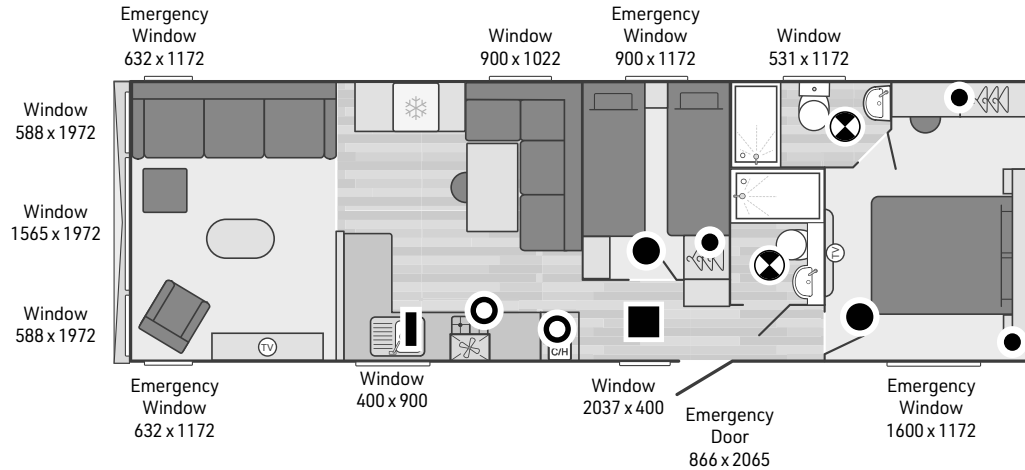 Emergency
Window
632 x 1172
Window
900 x 1022
Emergency
Window
900 x 1172
Window
531 x 1172
Window
588 x 1972
Window
1565 x 1972
Window
588 x 1972
TV
TV
C/H
Emergency
Window
632 x 1172
Window
400 x 900
Window
2037 x 400
Emergency
Door
866 x 2065
Emergency
Window
1600 x 1172